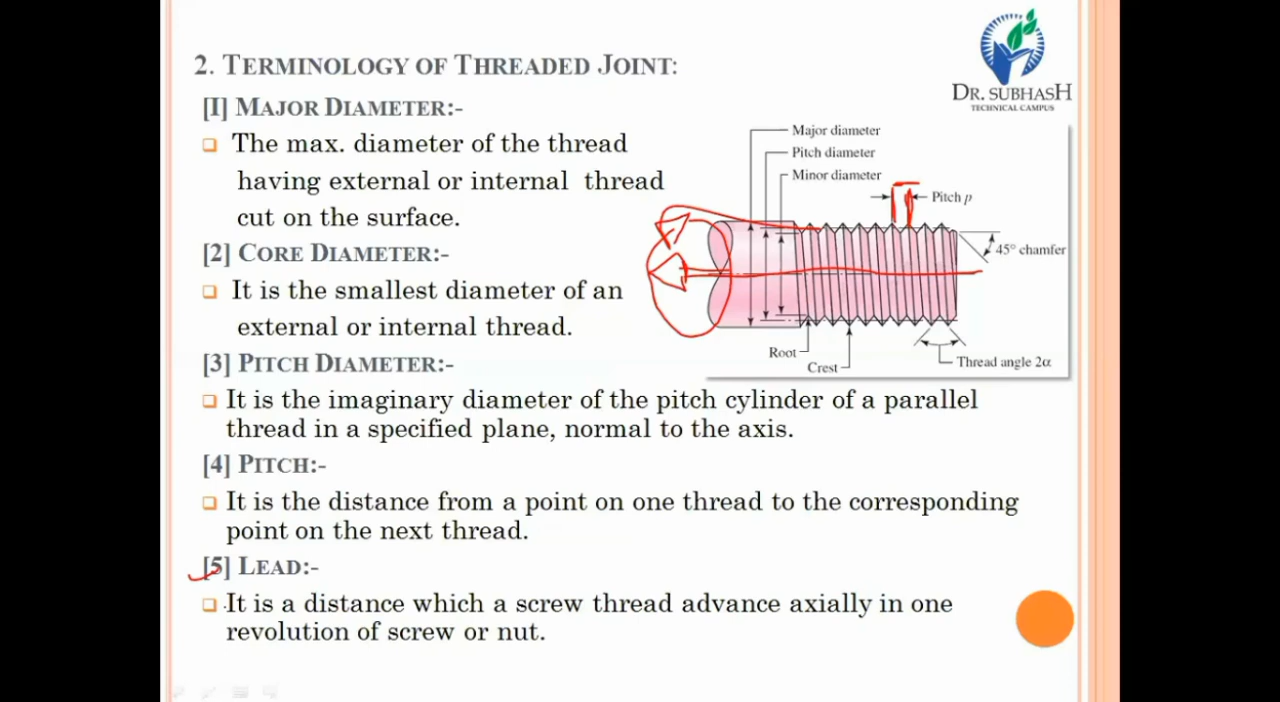 2. TERMINOLOGY OF THREADED JOINT:
DR. SUBHASH
TECHNICAL CAMPUS
[1] MAJOR DIAMETER:-
The max. diameter of the thread
having external or internal thread
cut on the surface.
[2] CORE DIAMETER:-
It is the smallest diameter of an
external or internal thread.
Major diameter
Pitch diameter
Minor diameter
Pitch p
45° chamfer
Root
Crest
Thread angle 2α
[3] PITCH DIAMETER:-
It is the imaginary diameter of the pitch cylinder of a parallel
thread in a specified plane, normal to the axis.
[4] PITCH:-
It is the distance from a point on one thread to the corresponding
point on the next thread.
[5] LEAD:-
It is a distance which a screw thread advance axially in one
revolution of screw or nut.